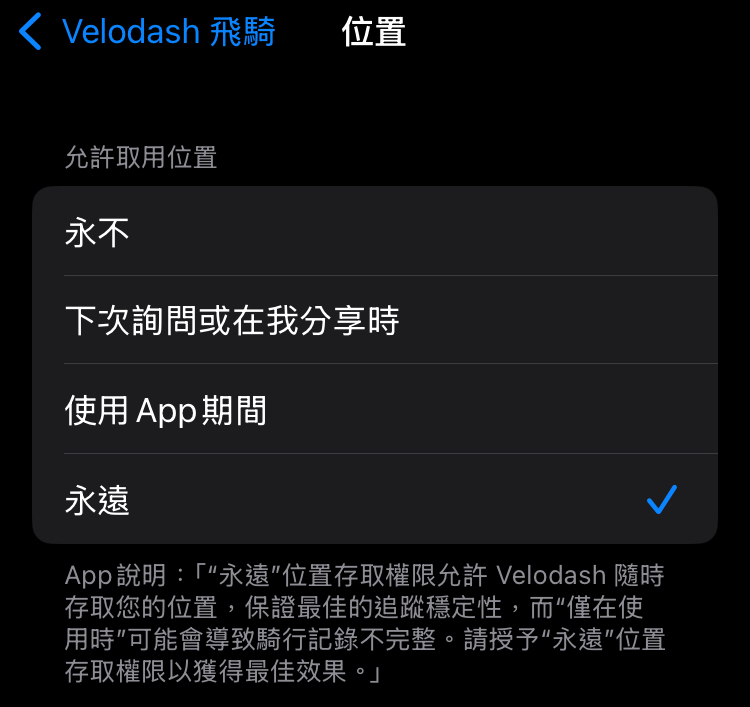 Velodash 飛騎 位置
允許取用位置
永不
下次詢問或在我分享時
使用 App 期間
永遠
App 說明：「“永遠”位置存取權限允許 Velodash 隨時
存取您的位置，保證最佳的追蹤穩定性，而“僅在使
用時”可能會導致騎行記錄不完整。請授予“永遠”位置
存取權限以獲得最佳效果。」